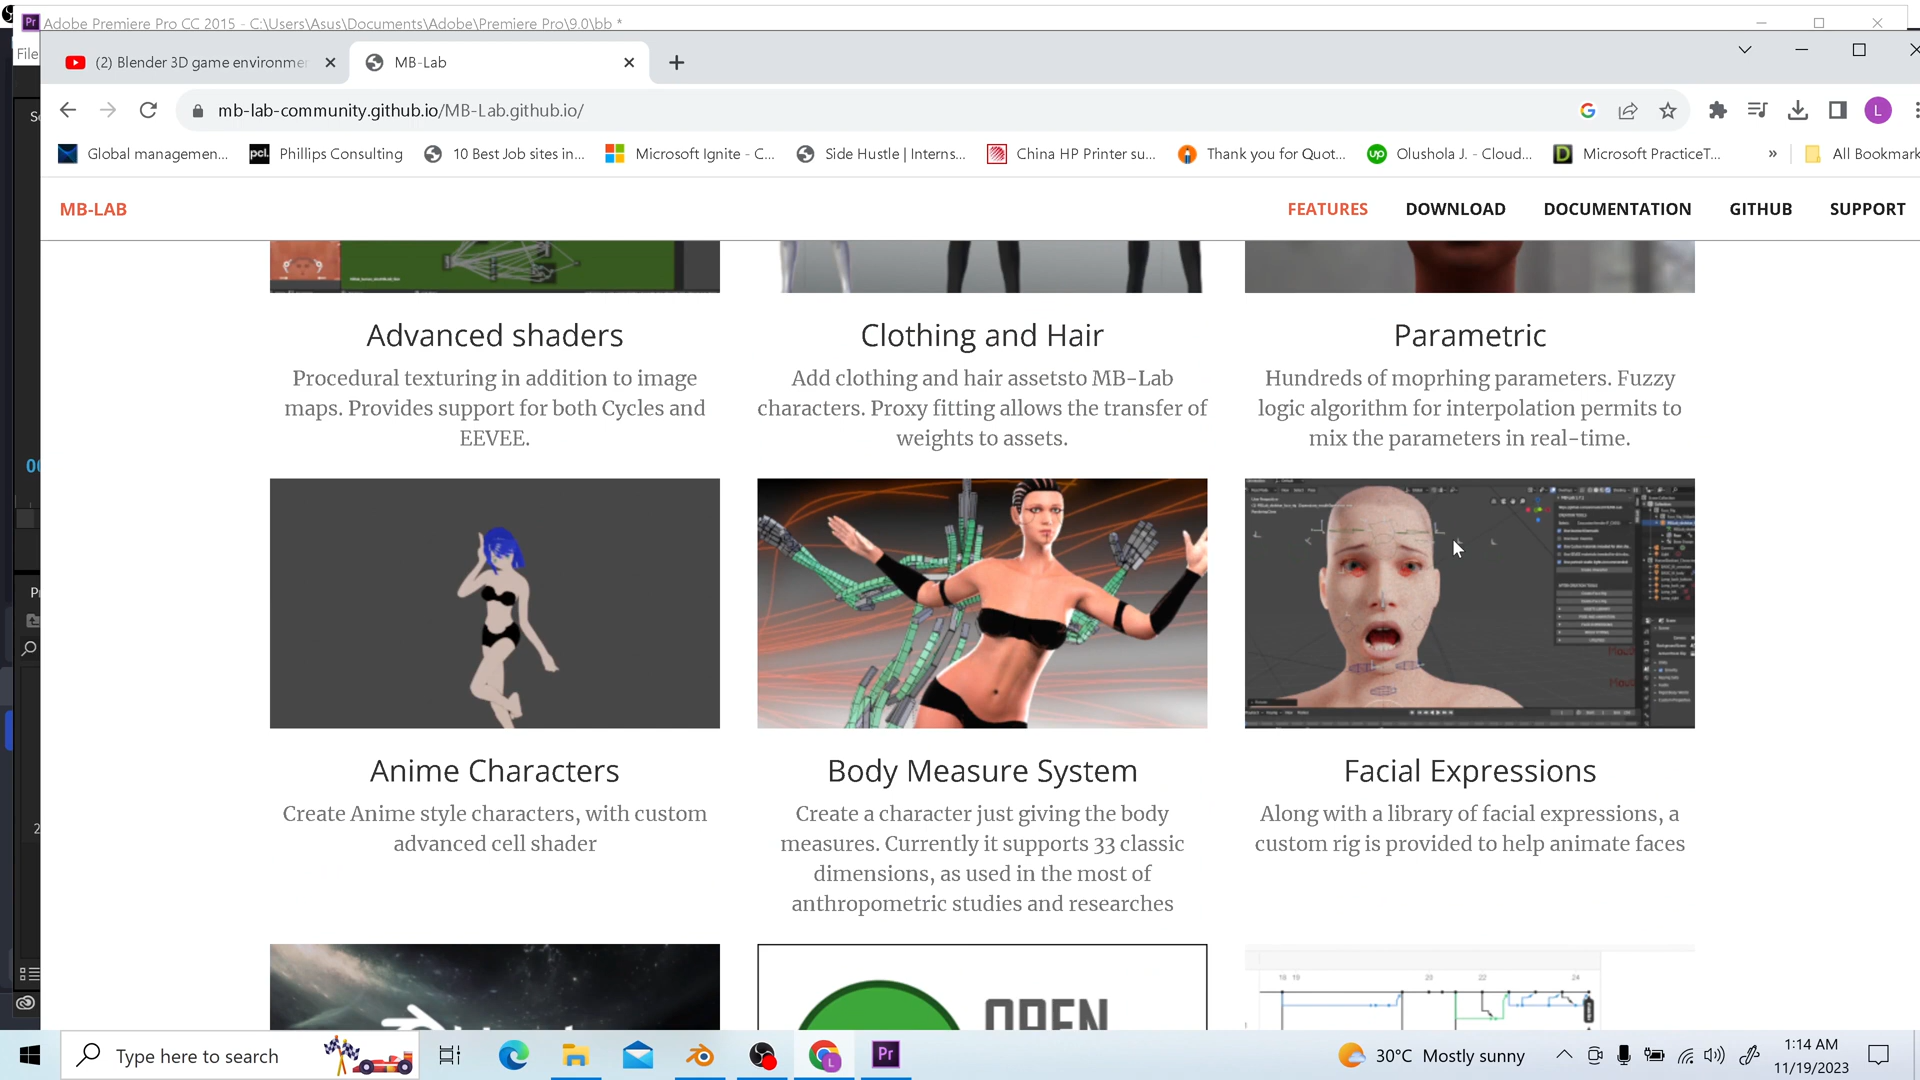 Adobe Premiere Pro CC 2015 - C:\Users\Asus\Documents\Adobe\Premiere Pro\9.0\bb *
File
(2) Blender 3D game environme
MB-Lab
mb-lab-community.github.io/MB-Lab.github.io/
L
Global managemen...
Phillips Consulting
10 Best Job sites in...
Microsoft Ignite - C...
Side Hustle | Interns...
China HP Printer su...
Thank you for Quot...
Olushola J. - Cloud...
Microsoft PracticeT...
»
All Bookmark
MB-LAB
FEATURES
DOWNLOAD
DOCUMENTATION
GITHUB
SUPPORT
Advanced shaders
Procedural texturing in addition to image
maps. Provides support for both Cycles and
EEVEE.
Clothing and Hair
Add clothing and hair assetsto MB-Lab
characters. Proxy fitting allows the transfer of
weights to assets.
Parametric
Hundreds of moprhing parameters. Fuzzy
logic algorithm for interpolation permits to
mix the parameters in real-time.
Anime Characters
Create Anime style characters, with custom
advanced cell shader
Body Measure System
Create a character just giving the body
measures. Currently it supports 33 classic
dimensions, as used in the most of
anthropometric studies and researches
Facial Expressions
Along with a library of facial expressions, a
custom rig is provided to help animate faces
OPEN
18 19
22
24
Type here to search
30°C Mostly sunny
1:14 AM
11/19/2023